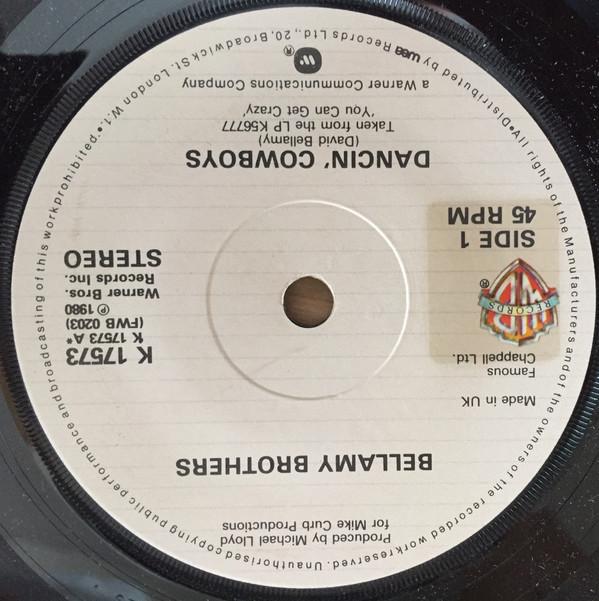 Produced by Michael Lloyd
for Mike Curb Productions
BELLAMY BROTHERS
Made in UK
Famous
Chappell Ltd.
WB
RECORDS
®
SIDE 1
45 RPM
K 17573
K 17573 A*
(FWB 0203)
℗ 1980
Warner Bros.
Records Inc.
STEREO
DANCIN' COWBOYS
(David Bellamy)
Taken from the LP K56777
'You Can Get Crazy'
a Warner Communications Company
®
•All rights of the Manufacturers and of the owners of the recorded work reserved. Unauthorised copying public performance and broadcasting of this work prohibited.•
Distributed by wea Records Ltd., 20, Broadwick St. London W.1.